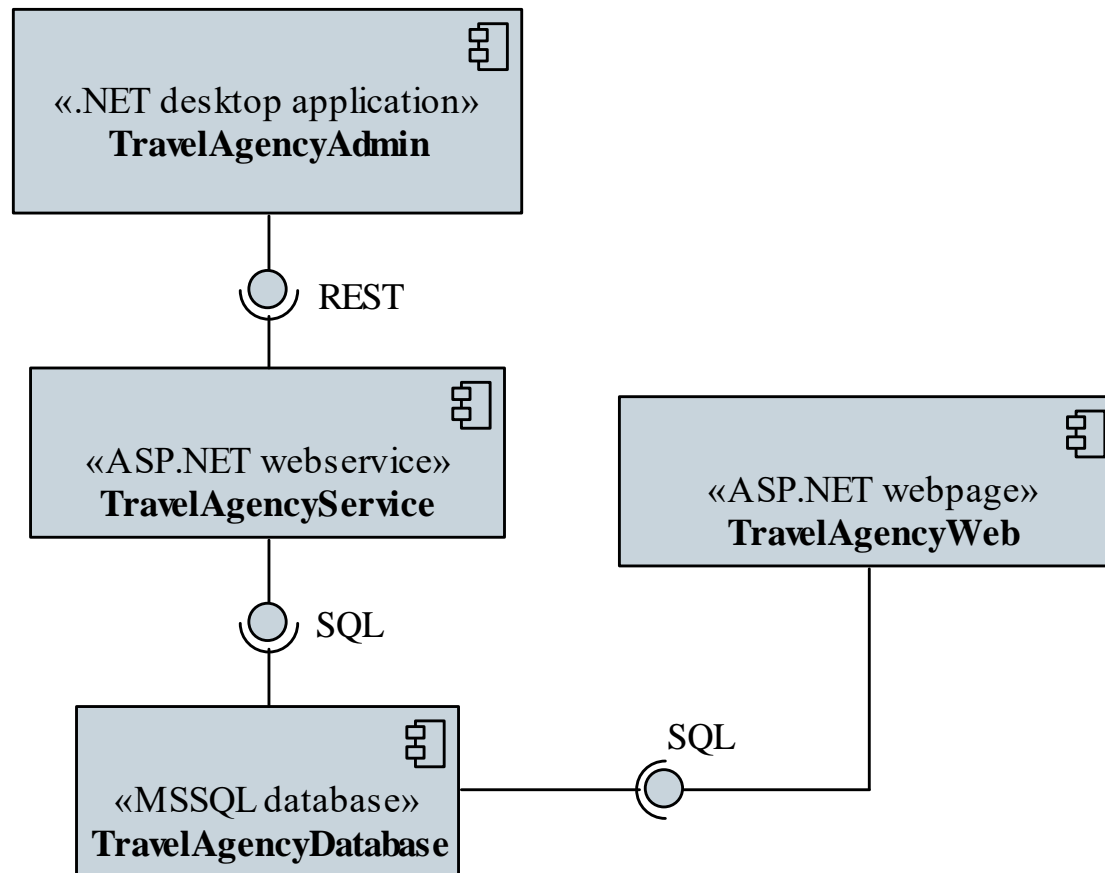 «.NET desktop application»
TravelAgencyAdmin
REST
«ASP.NET webservice»
TravelAgencyService
«ASP.NET webpage»
TravelAgencyWeb
SQL
SQL
«MSSQL database»
TravelAgencyDatabase